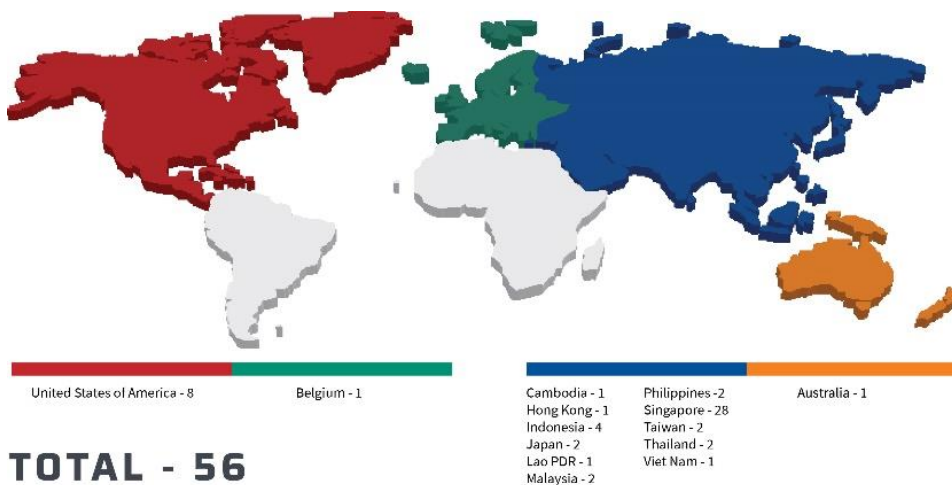 United States of America - 8
Belgium - 1
Cambodia - 1
Hong Kong - 1
Indonesia - 4
Japan - 2
Lao PDR - 1
Malaysia - 2
Philippines -2
Singapore - 28
Taiwan - 2
Thailand - 2
Viet Nam - 1
Australia - 1
TOTAL - 56